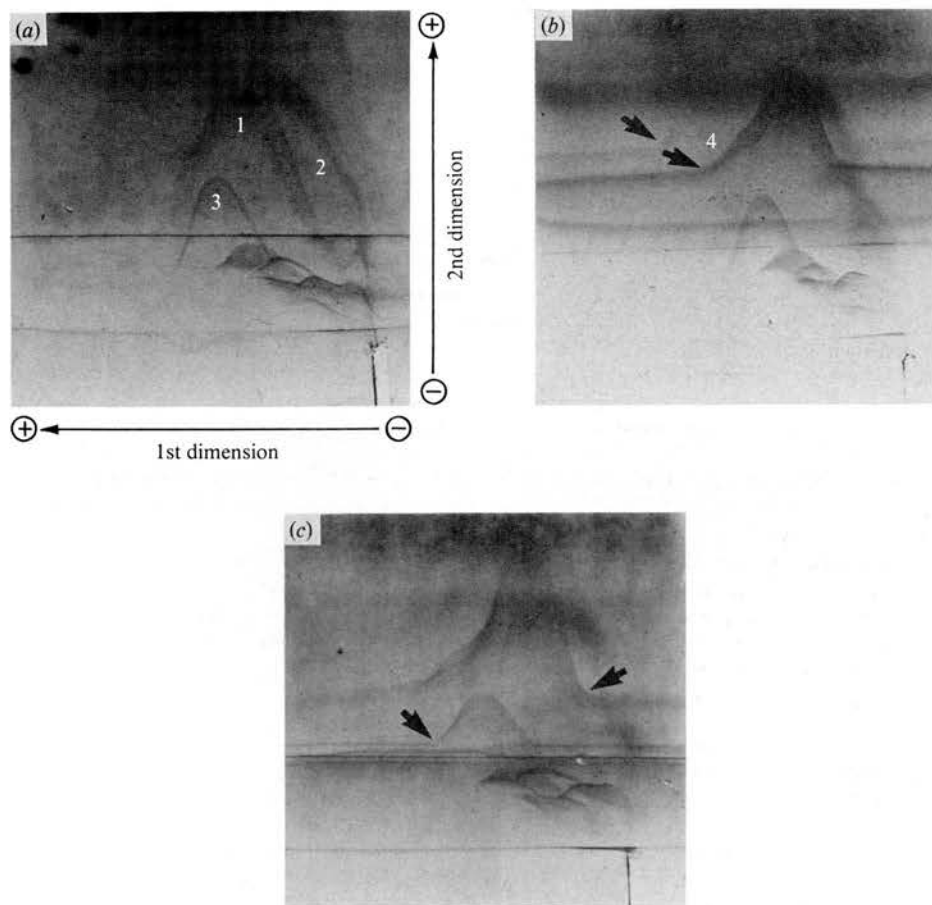 (a)
+
(b)
1
4
2
3
2nd dimension
−
+ −
1st dimension
(c)